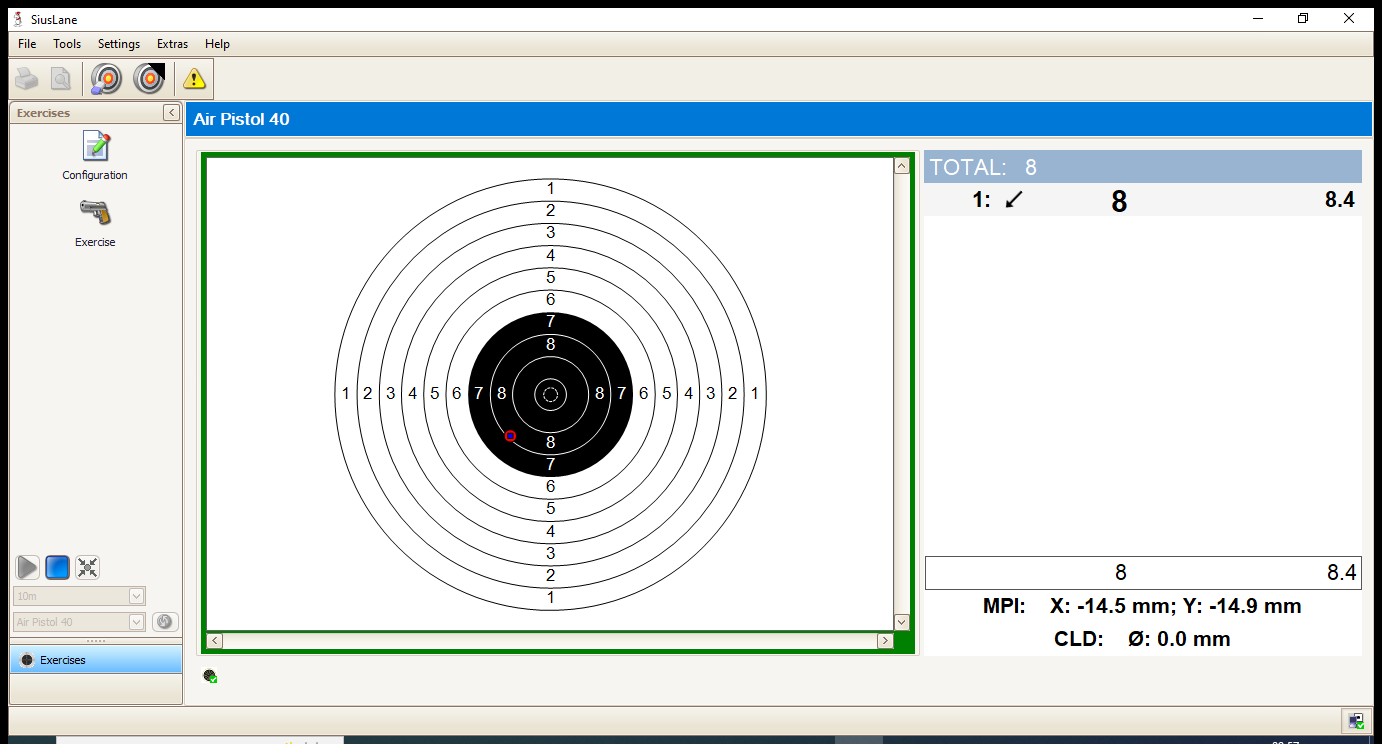 SiusLane
File Tools Settings Extras Help
Exercises
Configuration
Exercise
10m
Air Pistol 40
Exercises
Air Pistol 40
1
2
3
4
5
6
7
8
1 2 3 4 5 6 7 8 8 7 6 5 4 3 2 1
8
7
6
5
4
3
2
1
TOTAL: 8
1: 8 8.4
8 8.4
MPI: X: -14.5 mm; Y: -14.9 mm
CLD: Ø: 0.0 mm